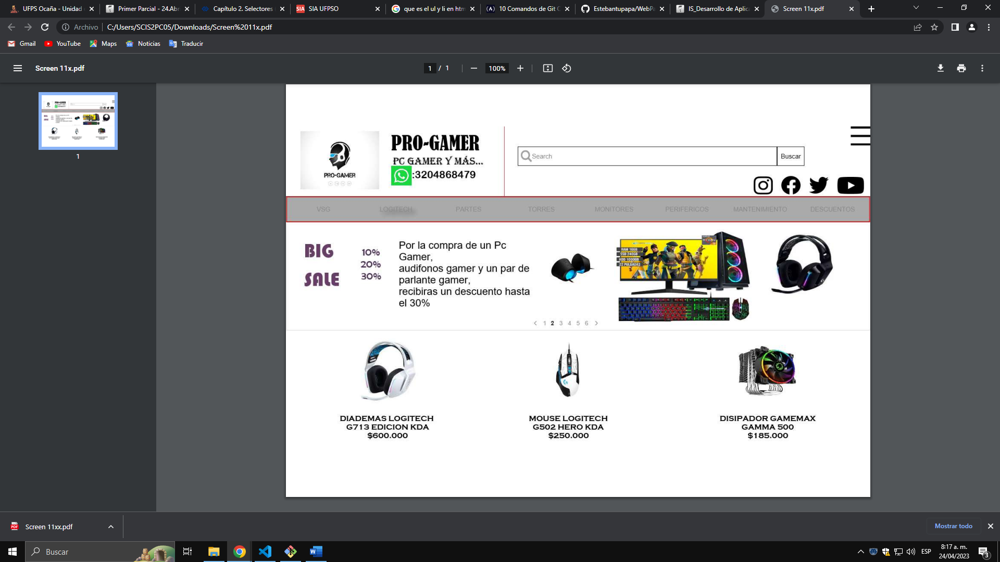 UFPS Ocaña - Unidad
Primer Parcial - 24.Abr
Capítulo 2. Selectores
SIA
SIA UFPSO
que es el ul y li en htm
10 Comandos de Git C
Estebantupapa/WebPa
IS_Desarrollo de Aplica
Screen 11x.pdf
Archivo
C:/Users/SCIS2PC05/Downloads/Screen%2011x.pdf
Gmail
YouTube
Maps
Noticias
Traducir
Screen 11x.pdf
1 / 1
100%
1
PRO-GAMER
PRO-GAMER
PC GAMER Y MÁS...
:3204868479
Search
Buscar
VSG
LOGITECH
PARTES
TORRES
MONITORES
PERIFERICOS
MANTENIMIENTO
DESCUENTOS
BIG
SALE
10%
20%
30%
Por la compra de un Pc
Gamer,
audifonos gamer y un par de
parlante gamer,
recibiras un descuento hasta
el 30%
RAM 16GB
SSD 240GB
HDD 1000GB
22 PULGADAS
RYZEN
1 2 3 4 5 6
DIADEMAS LOGITECH
G713 EDICION KDA
$600.000
MOUSE LOGITECH
G502 HERO KDA
$250.000
DISIPADOR GAMEMAX
GAMMA 500
$185.000
PDF
Screen 11xx.pdf
Mostrar todo
Buscar
ESP
8:17 a. m.
24/04/2023
3